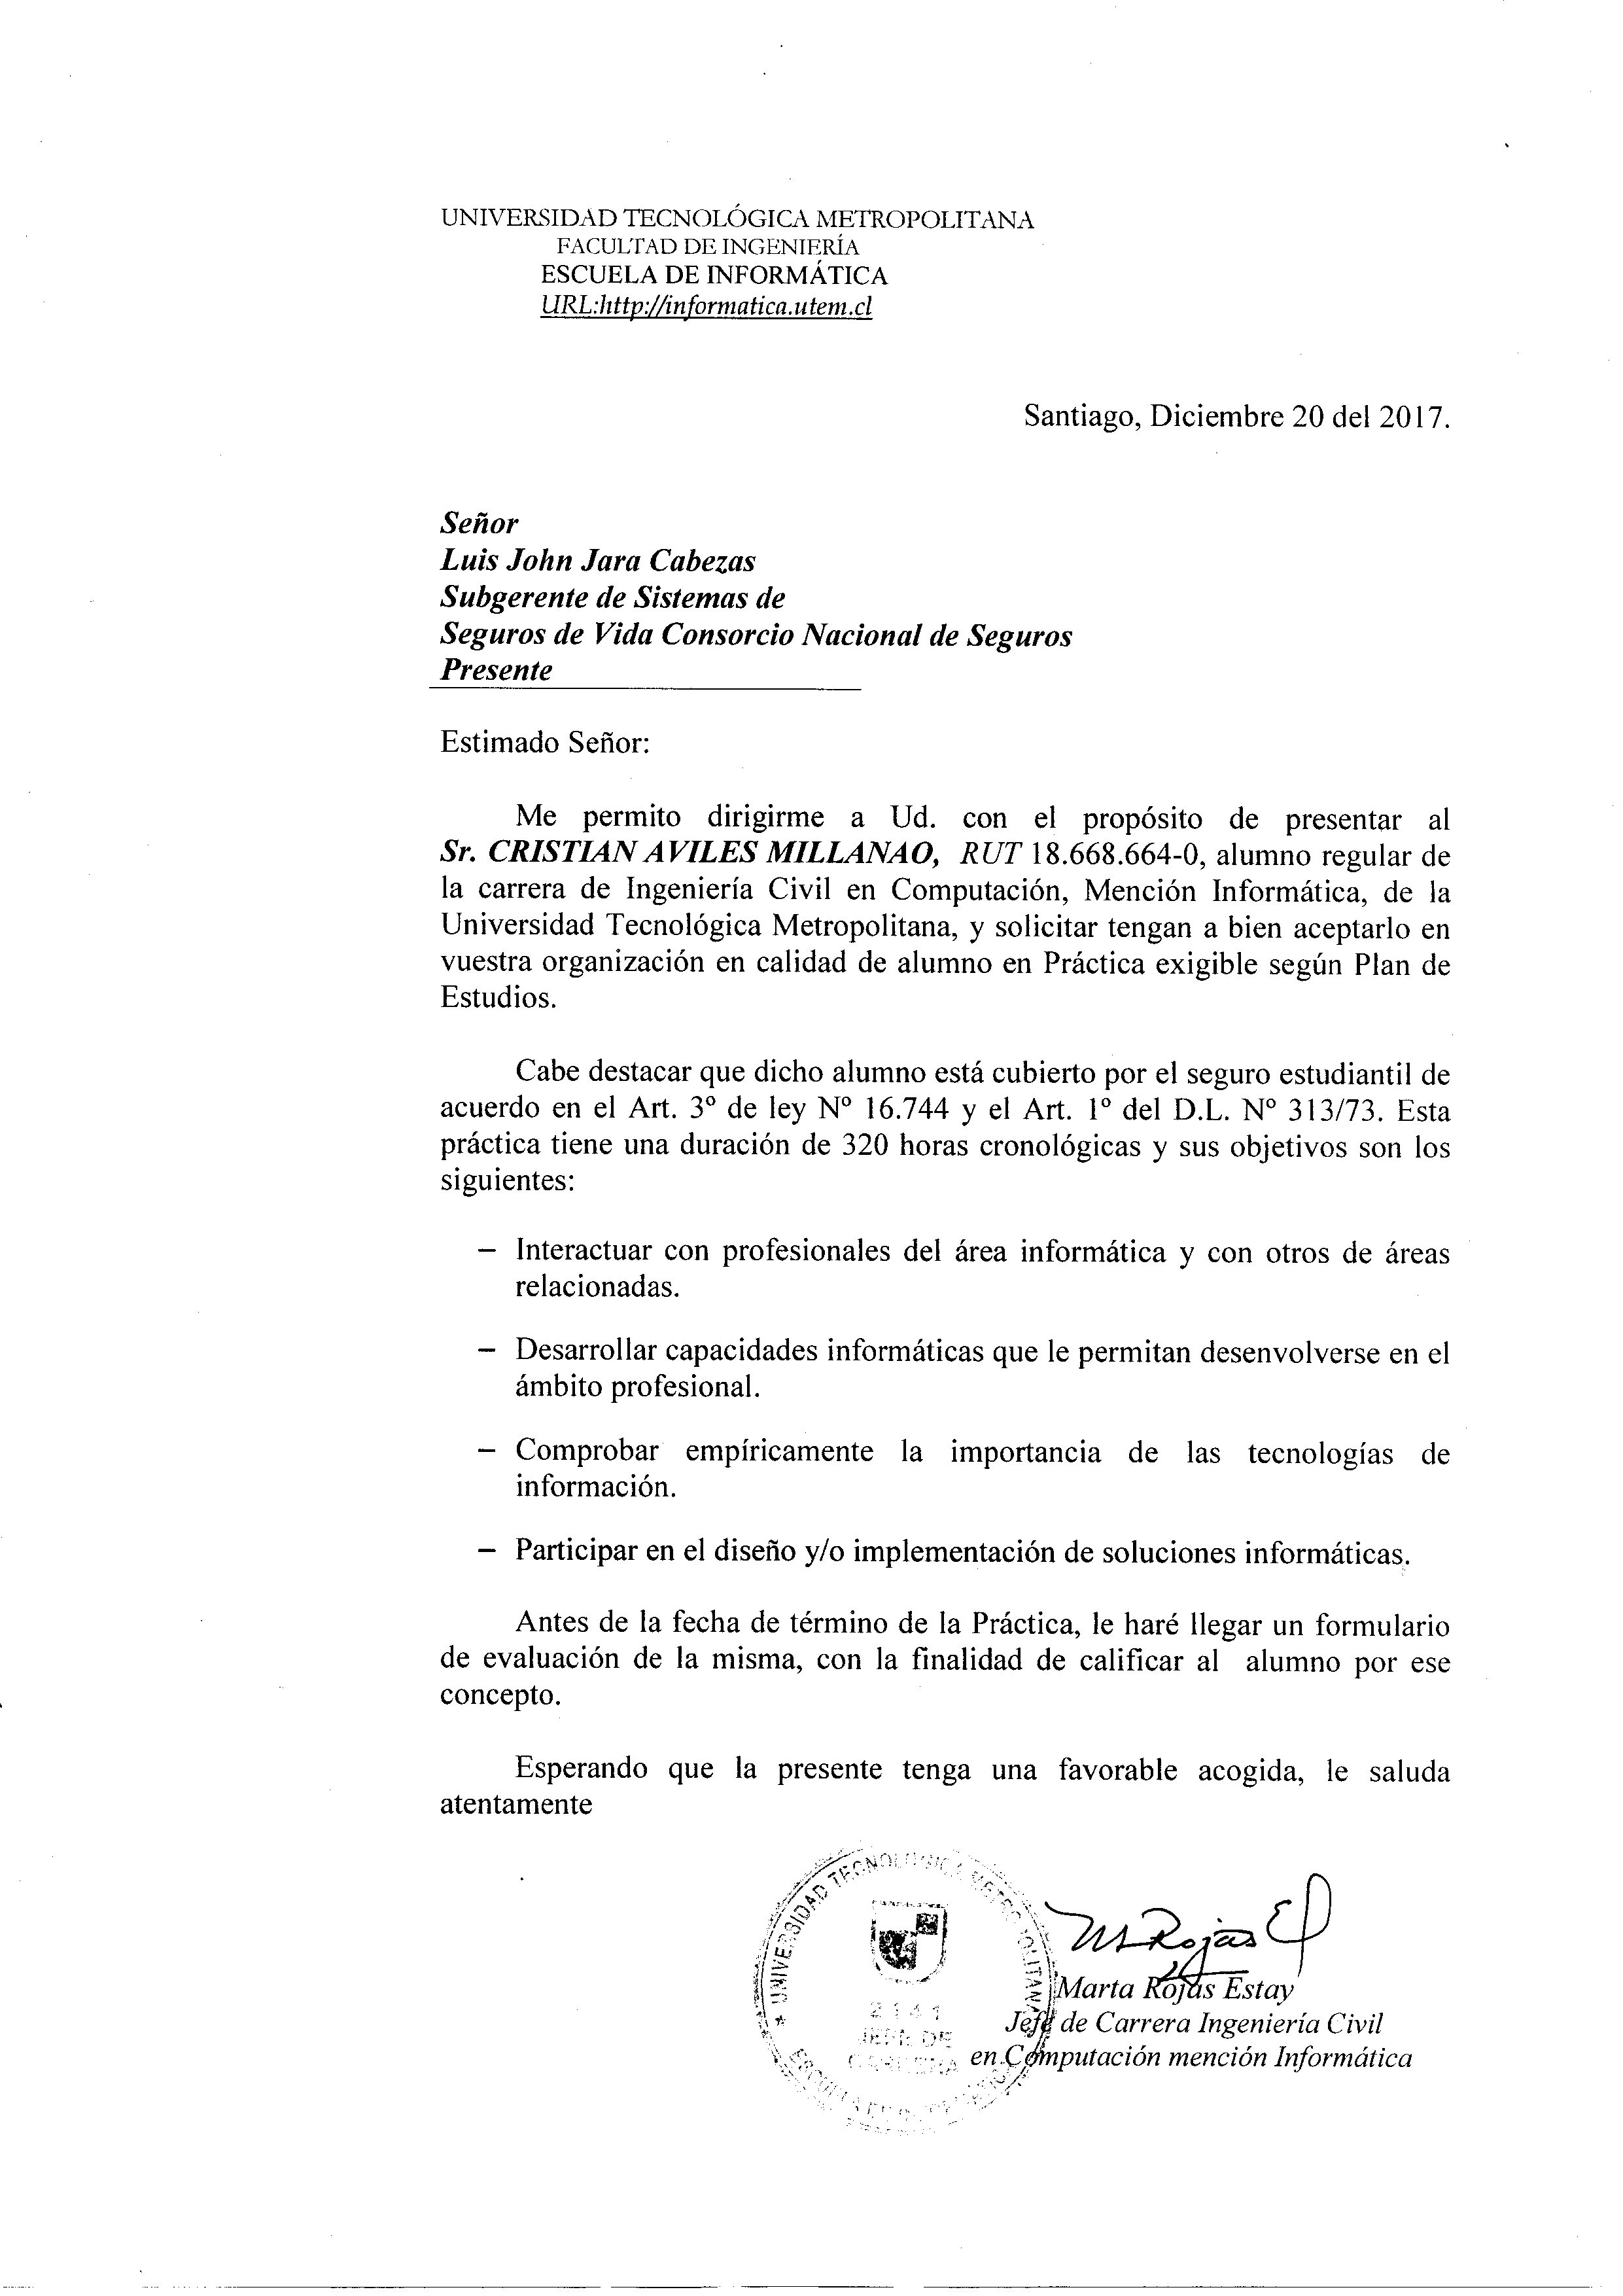 UNIVERSIDAD TECNOLÓGICA METROPOLITANA
FACULTAD DE INGENIERÍA
ESCUELA DE INFORMÁTICA
URL:http://informatica.utem.cl
Santiago, Diciembre 20 del 2017.
Señor
Luis John Jara Cabezas
Subgerente de Sistemas de
Seguros de Vida Consorcio Nacional de Seguros
Presente
Estimado Señor:
Me permito dirigirme a Ud. con el propósito de presentar al
Sr. CRISTIAN AVILES MILLANAO, RUT 18.668.664-0, alumno regular de
la carrera de Ingeniería Civil en Computación, Mención Informática, de la
Universidad Tecnológica Metropolitana, y solicitar tengan a bien aceptarlo en
vuestra organización en calidad de alumno en Práctica exigible según Plan de
Estudios.
Cabe destacar que dicho alumno está cubierto por el seguro estudiantil de
acuerdo en el Art. 3º de ley Nº 16.744 y el Art. 1º del D.L. Nº 313/73. Esta
práctica tiene una duración de 320 horas cronológicas y sus objetivos son los
siguientes:
– Interactuar con profesionales del área informática y con otros de áreas
relacionadas.
– Desarrollar capacidades informáticas que le permitan desenvolverse en el
ámbito profesional.
– Comprobar empíricamente la importancia de las tecnologías de
información.
– Participar en el diseño y/o implementación de soluciones informáticas.
Antes de la fecha de término de la Práctica, le haré llegar un formulario
de evaluación de la misma, con la finalidad de calificar al alumno por ese
concepto.
Esperando que la presente tenga una favorable acogida, le saluda
atentamente
UNIVERSIDAD TECNOLOGICA METROPOLITANA
2141
JEFE DE
CARRERA
MRojasE
Marta Rojas Estay
Jefe de Carrera Ingeniería Civil
en Computación mención Informática